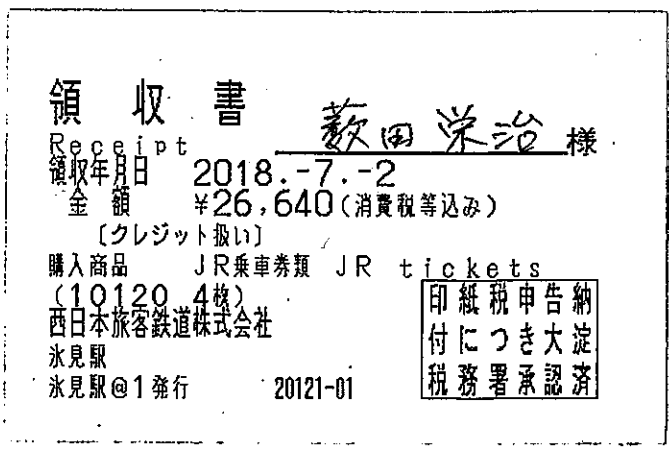 領収書
藪田 栄治 様
Receipt
領収年月日 2018.-7.-2
金額 ¥26,640(消費税等込み)
[クレジット扱い]
購入商品 JR乗車券類 JR tickets
(10120 4枚)
西日本旅客鉄道株式会社
氷見駅
氷見駅@1発行 20121-01
印紙税申告納
付につき大淀
税務署承認済